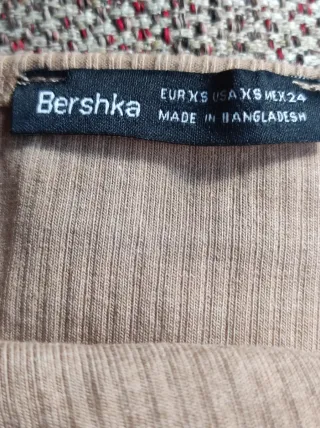 Bershka
EUR XS USA XS MEX 24
MADE IN BANGLADESH